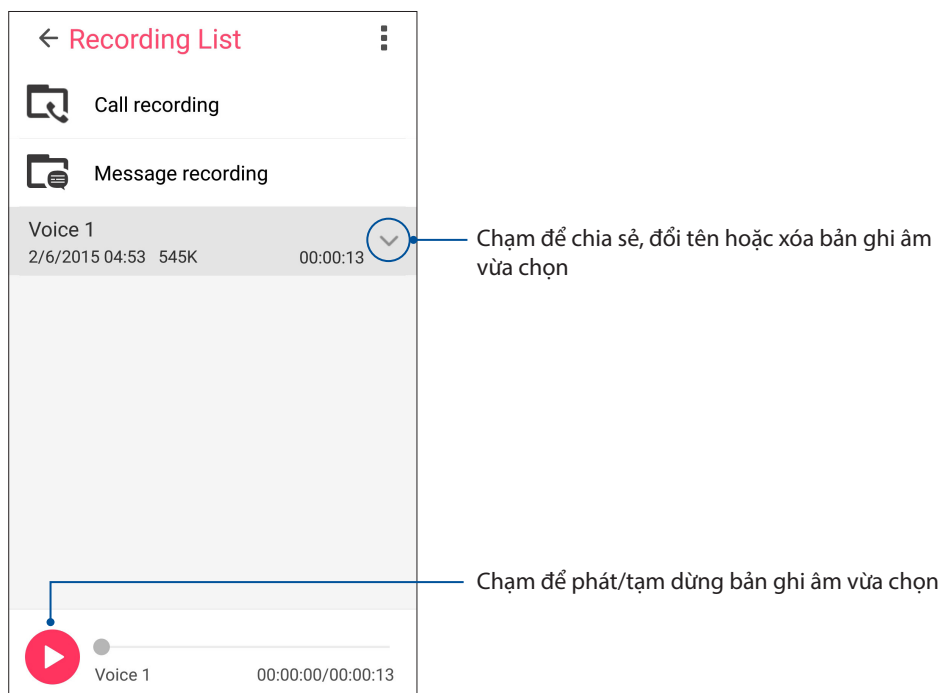 Recording List
Call recording
Message recording
Voice 1
2/6/2015 04:53 545K 00:00:13
Chạm để chia sẻ, đổi tên hoặc xóa bản ghi âm
vừa chọn
Chạm để phát/tạm dừng bản ghi âm vừa chọn
Voice 1 00:00:00/00:00:13